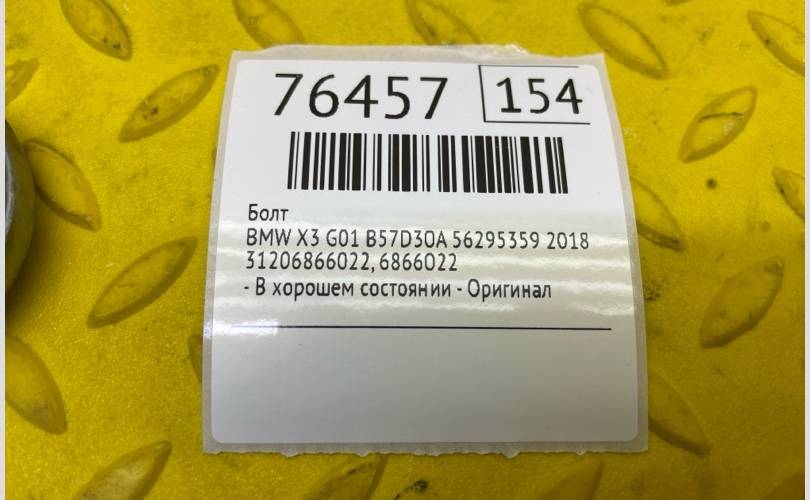 76457 154
Болт
BMW X3 G01 B57D30A 56295359 2018
31206866022, 6866022
- В хорошем состоянии - Оригинал